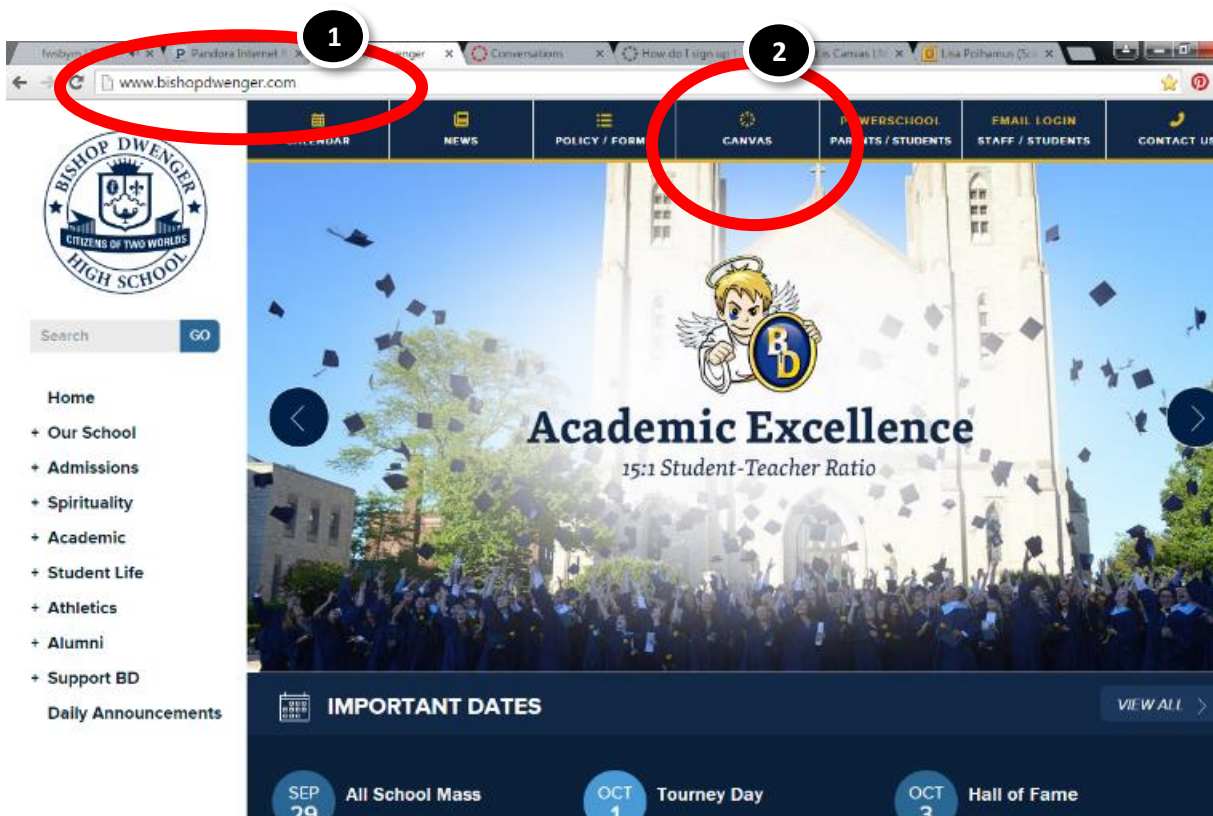 1
2
P Pandora Internet
Conversations
How do I sign up
is Canvas
Lisa Polhamus
www.bishopdwenger.com
CALENDAR
NEWS
POLICY / FORM
CANVAS
POWERSCHOOL
PARENTS / STUDENTS
EMAIL LOGIN
STAFF / STUDENTS
CONTACT US
BISHOP DWENGER
CITIZENS OF TWO WORLDS
HIGH SCHOOL
Search
GO
Home
+ Our School
+ Admissions
+ Spirituality
+ Academic
+ Student Life
+ Athletics
+ Alumni
+ Support BD
Daily Announcements
BD
Academic Excellence
15:1 Student-Teacher Ratio
IMPORTANT DATES
VIEW ALL
SEP
29
All School Mass
OCT
1
Tourney Day
OCT
3
Hall of Fame